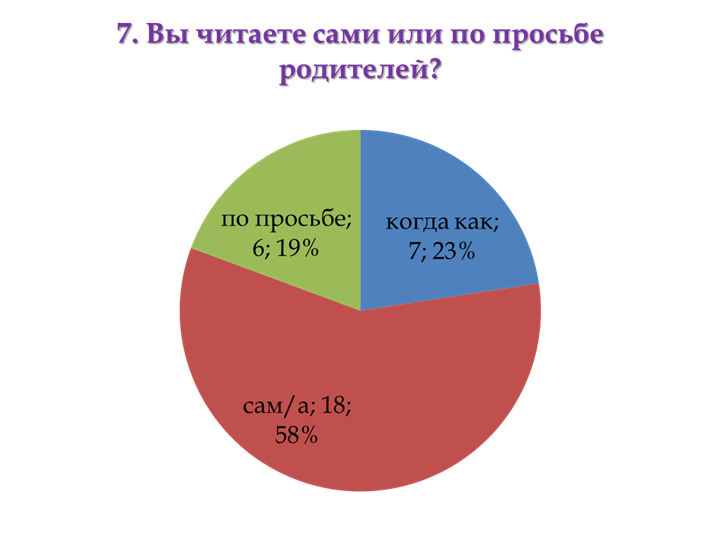 7. Вы читаете сами или по просьбе
родителей?
по просьбе;
6; 19%
когда как;
7; 23%
сам/а; 18;
58%